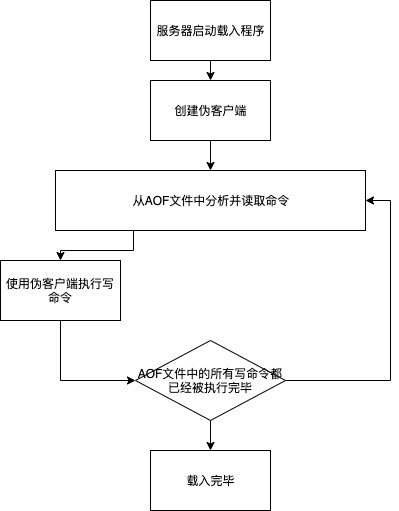 服务器启动载入程序
创建伪客户端
从AOF文件中分析并读取命令
使用伪客户端执行写
命令
AOF文件中的所有写命令都
已经被执行完毕
载入完毕